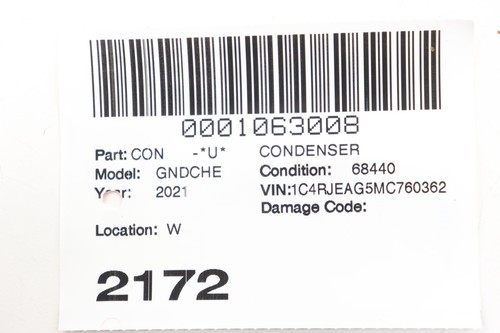 0001063008
Part: CON -*U* CONDENSER
Model: GNDCHE Condition: 68440
Year: 2021 VIN:1C4RJEAG5MC760362
Damage Code:
Location: W
2172